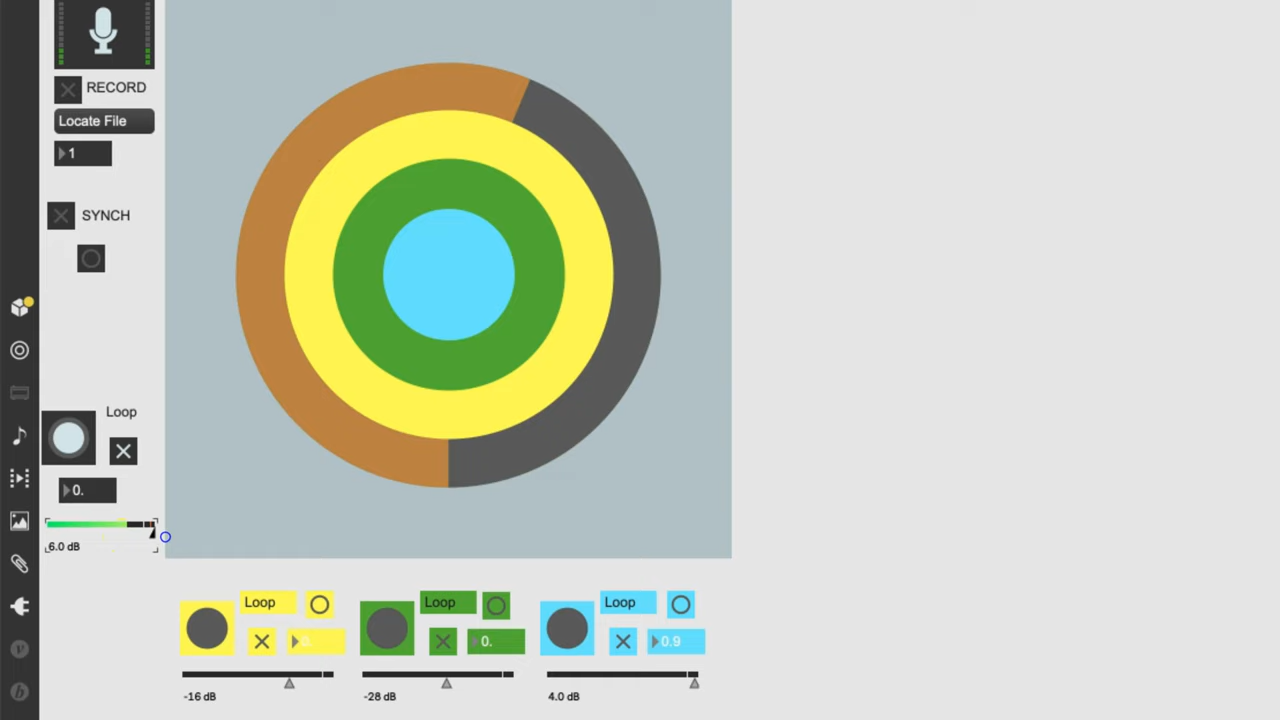 RECORD
Locate File
1
SYNCH
Loop
0.
6.0 dB
Loop
Loop
Loop
0.
0.9
-16 dB
-28 dB
4.0 dB